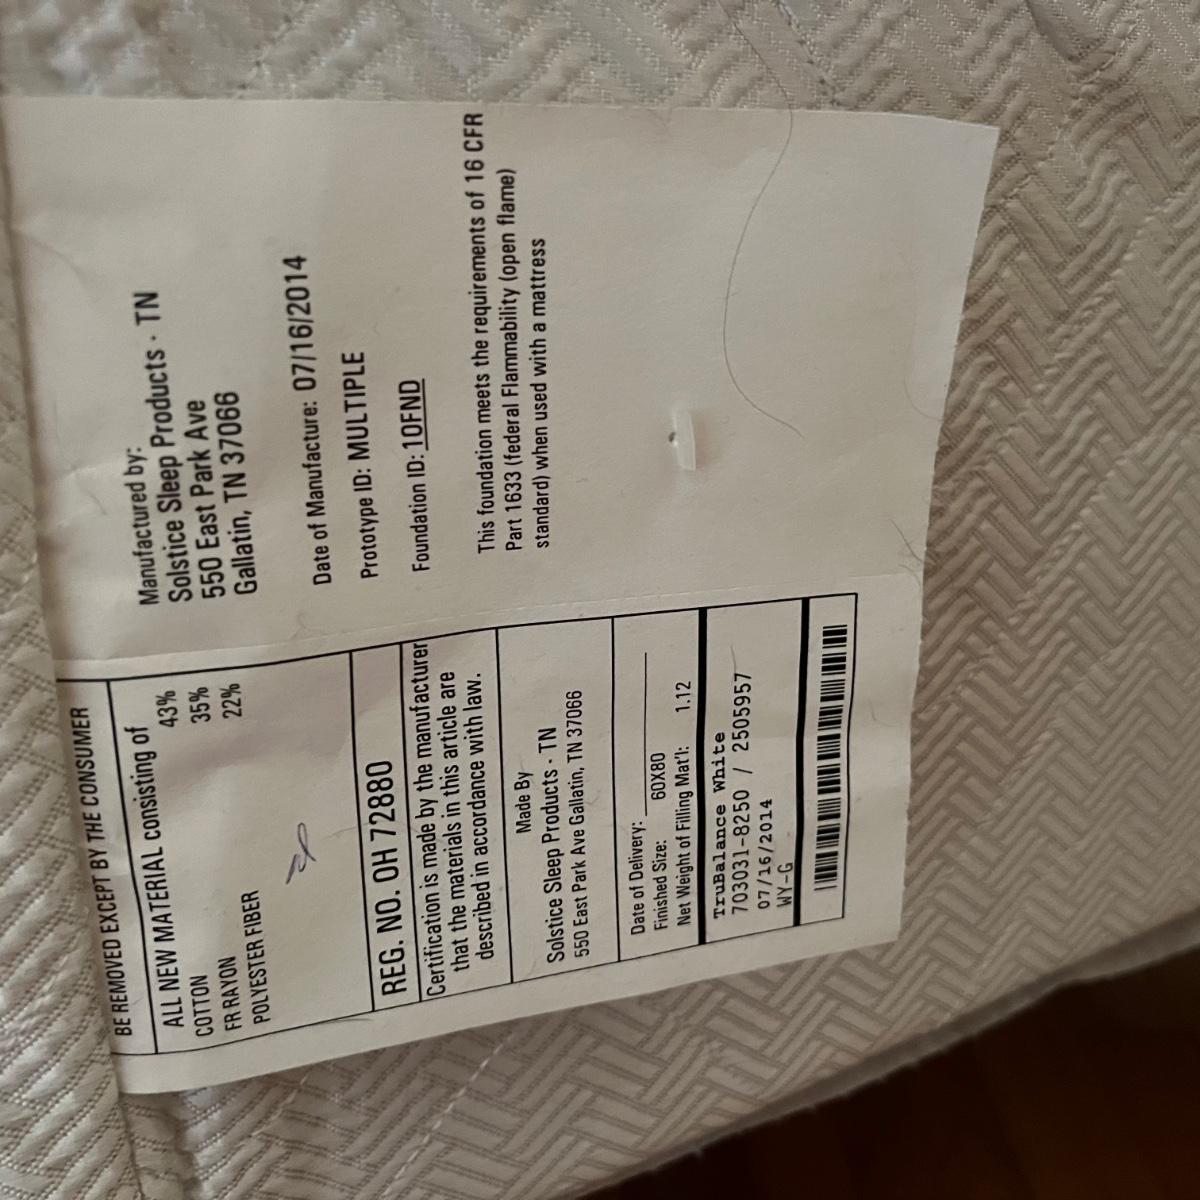 BE REMOVED EXCEPT BY THE CONSUMER
ALL NEW MATERIAL consisting of
COTTON 43%
FR RAYON 35%
POLYESTER FIBER 22%
REG. NO. OH 72880
Certification is made by the manufacturer
that the materials in this article are
described in accordance with law.
Made By
Solstice Sleep Products - TN
550 East Park Ave Gallatin, TN 37066
Date of Delivery:
Finished Size: 60X80
Net Weight of Filling Mat'l: 1.12
TruBalance White
703031-8250 / 2505957
07/16/2014
WY-G
Manufactured by:
Solstice Sleep Products - TN
550 East Park Ave
Gallatin, TN 37066
Date of Manufacture: 07/16/2014
Prototype ID: MULTIPLE
Foundation ID: 10FND
This foundation meets the requirements of 16 CFR
Part 1633 (federal Flammability (open flame)
standard) when used with a mattress